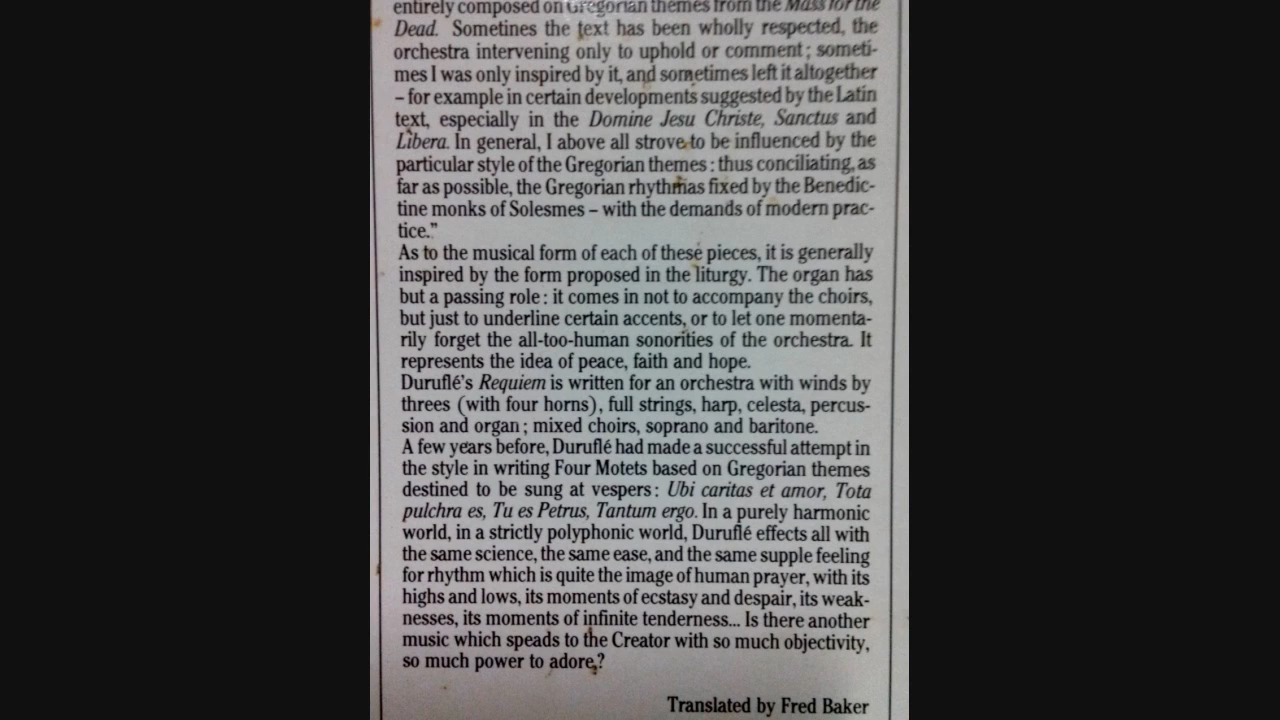 entirely composed on Gregorian themes from the Mass for the
Dead. Sometines the text has been wholly respected, the
orchestra intervening only to uphold or comment ; someti-
mes I was only inspired by it, and sometimes left it altogether
– for example in certain developments suggested by the Latin
text, especially in the Domine Jesu Christe, Sanctus and
Libera. In general, I above all strove to be influenced by the
particular style of the Gregorian themes : thus conciliating, as
far as possible, the Gregorian rhythmas fixed by the Benedic-
tine monks of Solesmes – with the demands of modern prac-
tice.”
As to the musical form of each of these pieces, it is generally
inspired by the form proposed in the liturgy. The organ has
but a passing role : it comes in not to accompany the choirs,
but just to underline certain accents, or to let one momenta-
rily forget the all-too-human sonorities of the orchestra. It
represents the idea of peace, faith and hope.
Duruflé’s Requiem is written for an orchestra with winds by
threes (with four horns), full strings, harp, celesta, percus-
sion and organ ; mixed choirs, soprano and baritone.
A few years before, Duruflé had made a successful attempt in
the style in writing Four Motets based on Gregorian themes
destined to be sung at vespers : Ubi caritas et amor, Tota
pulchra es, Tu es Petrus, Tantum ergo. In a purely harmonic
world, in a strictly polyphonic world, Duruflé effects all with
the same science, the same ease, and the same supple feeling
for rhythm which is quite the image of human prayer, with its
highs and lows, its moments of ecstasy and despair, its weak-
nesses, its moments of infinite tenderness... Is there another
music which speads to the Creator with so much objectivity,
so much power to adore,?
Translated by Fred Baker